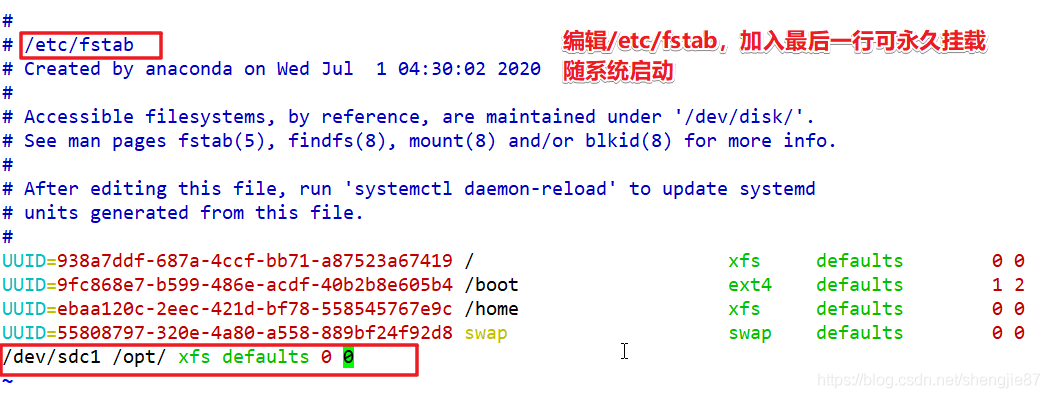 #
# /etc/fstab
编辑/etc/fstab，加入最后一行可永久挂载
随系统启动
# Created by anaconda on Wed Jul  1 04:30:02 2020
#
# Accessible filesystems, by reference, are maintained under '/dev/disk/'.
# See man pages fstab(5), findfs(8), mount(8) and/or blkid(8) for more info.
#
# After editing this file, run 'systemctl daemon-reload' to update systemd
# units generated from this file.
#
UUID=938a7ddf-687a-4ccf-bb71-a87523a67419 / xfs defaults 0 0
UUID=9fc868e7-b599-486e-acdf-40b2b8e605b4 /boot ext4 defaults 1 2
UUID=ebaa120c-2eec-421d-bf78-558545767e9c /home xfs defaults 0 0
UUID=55808797-320e-4a80-a558-889bf24f92d8 swap swap defaults 0 0
/dev/sdc1 /opt/ xfs defaults 0 0
~
https://blog.csdn.net/shengjie87